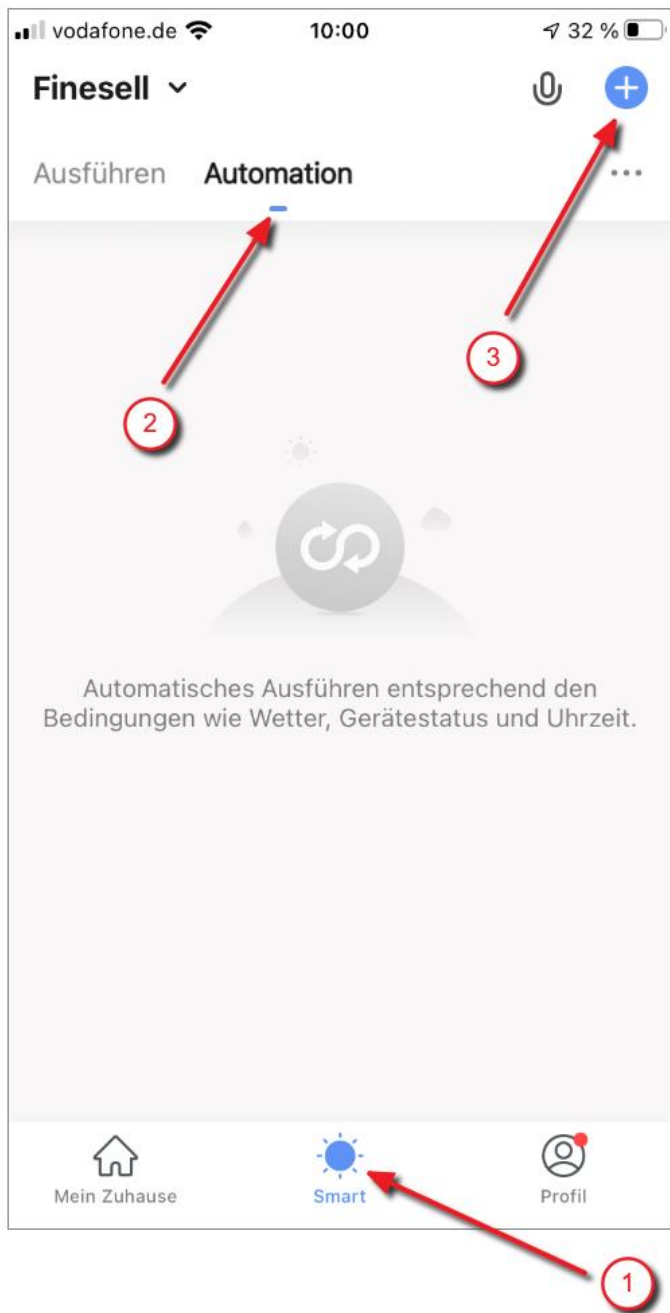 vodafone.de 10:00 32 %
Finesell
Ausführen Automation
3
2
Automatisches Ausführen entsprechend den
Bedingungen wie Wetter, Gerätestatus und Uhrzeit.
Mein Zuhause Smart Profil
1